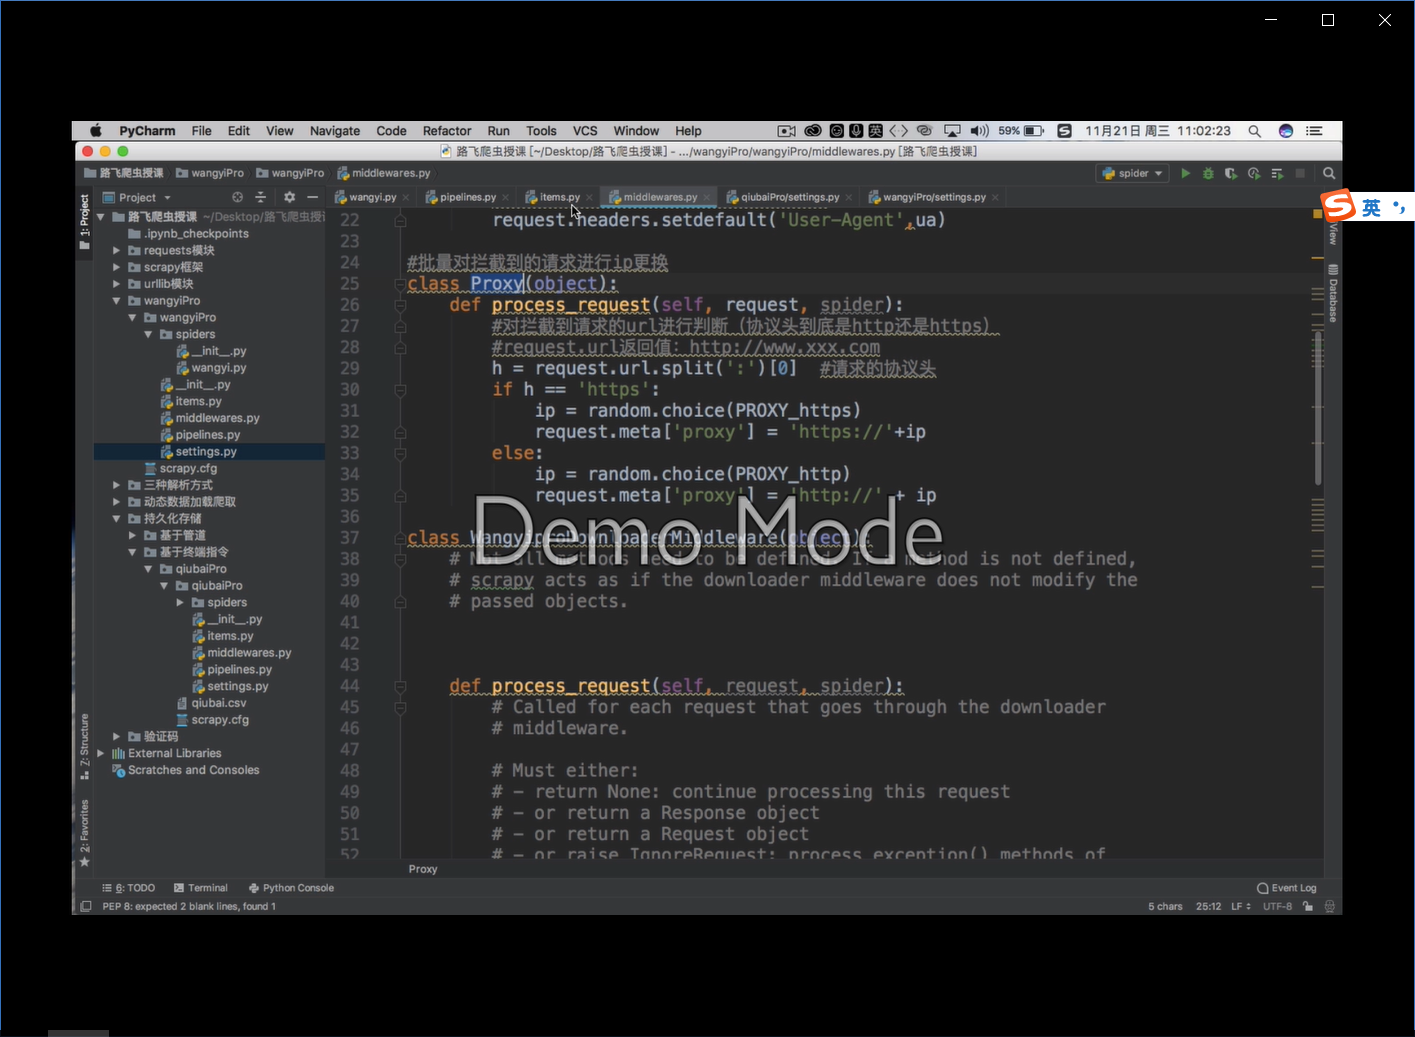 PyCharm File Edit View Navigate Code Refactor Run Tools VCS Window Help 英 59% 11月21日 周三 11:02:23
路飞爬虫授课 [~/Desktop/路飞爬虫授课] - .../wangyiPro/wangyiPro/middlewares.py [路飞爬虫授课]
路飞爬虫授课 wangyiPro wangyiPro middlewares.py spider
Project wangyi.py pipelines.py items.py middlewares.py qiubaiPro/settings.py wangyiPro/settings.py
英
1: Project
View
Database
7: Structure
2: Favorites
路飞爬虫授课 ~/Desktop/路飞爬虫授课
.ipynb_checkpoints
requests模块
scrapy框架
urllib模块
wangyiPro
wangyiPro
spiders
__init__.py
wangyi.py
__init__.py
items.py
middlewares.py
pipelines.py
settings.py
scrapy.cfg
三种解析方式
动态数据加载爬取
持久化存储
基于管道
基于终端指令
qiubaiPro
qiubaiPro
spiders
__init__.py
items.py
middlewares.py
pipelines.py
settings.py
qiubai.csv
scrapy.cfg
验证码
External Libraries
Scratches and Consoles
22 request.headers.setdefault('User-Agent',ua)
23
24 #批量对拦截到的请求进行ip更换
25 class Proxy(object):
26 def process_request(self, request, spider):
27 #对拦截到请求的url进行判断（协议头到底是http还是https）
28 #request.url返回值：http://www.xxx.com
29 h = request.url.split(':')[0] #请求的协议头
30 if h == 'https':
31 ip = random.choice(PROXY_https)
32 request.meta['proxy'] = 'https://'+ip
33 else:
34 ip = random.choice(PROXY_http)
35 request.meta['proxy'] = 'http://' + ip
36
37 class WangyiproDownloaderMiddleware(object):
38 # Not all methods need to be defined. If a method is not defined,
39 # scrapy acts as if the downloader middleware does not modify the
40 # passed objects.
41
42
43
44 def process_request(self, request, spider):
45 # Called for each request that goes through the downloader
46 # middleware.
47
48 # Must either:
49 # - return None: continue processing this request
50 # - or return a Response object
51 # - or return a Request object
52 # - or raise IgnoreRequest: process_exception() methods of
Demo Mode
Proxy
6: TODO Terminal Python Console Event Log
PEP 8: expected 2 blank lines, found 1 5 chars 25:12 LF UTF-8